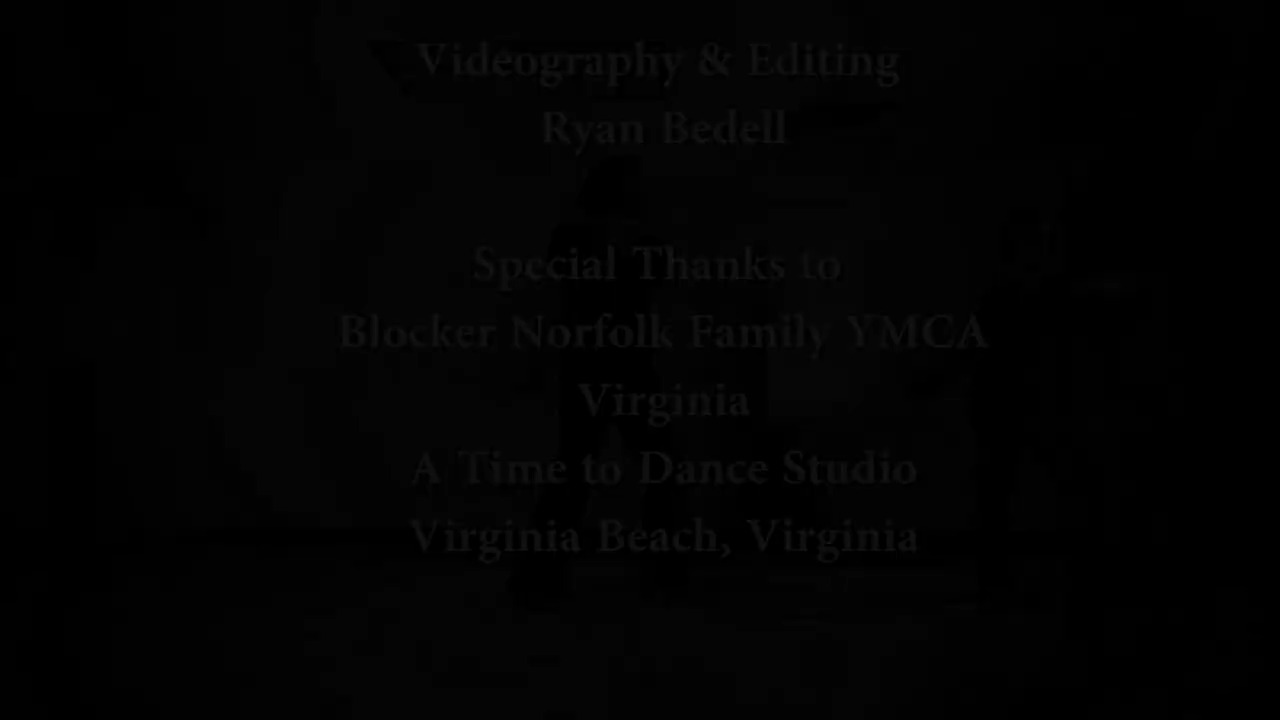 Videography & Editing
Ryan Bedell
Special Thanks to
Blocker Norfolk Family YMCA
Virginia
A Time to Dance Studio
Virginia Beach, Virginia